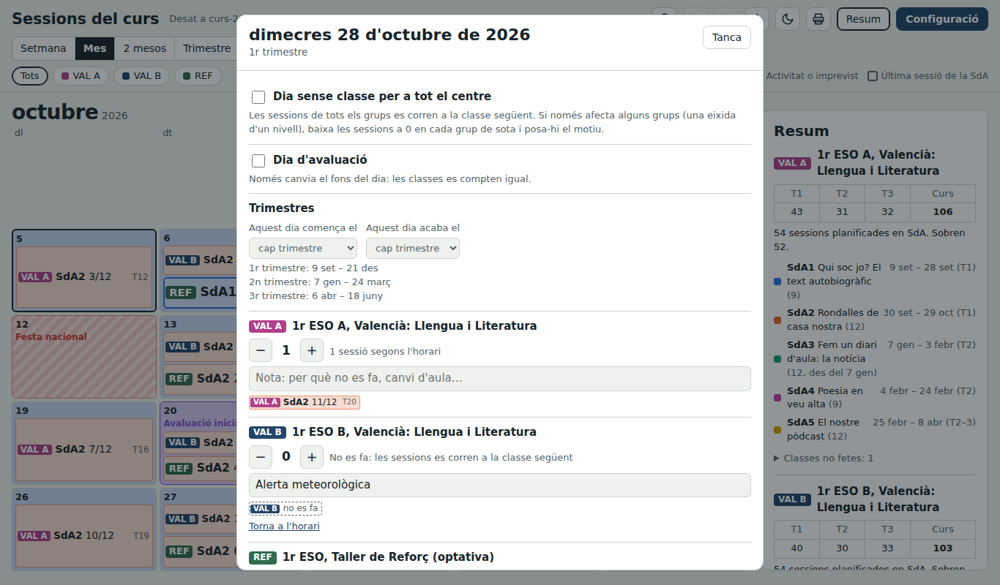 Sessions del curs
Desat a curs-2
Resum
Configuració
Setmana
Mes
2 mesos
Trimestre
Tots
VAL A
VAL B
REF
Activitat o imprevist
Última sessió de la SdA
octubre 2026
dl
dt
5
VAL A SdA2 3/12 T12
6
VAL B SdA2
REF SdA1
12
Festa nacional
13
VAL B SdA2
REF SdA2
19
VAL A SdA2 7/12 T16
20
Avaluació
VAL B SdA2
REF SdA2
26
VAL A SdA2 10/12 T19
27
VAL B SdA2
REF SdA2
dimecres 28 d'octubre de 2026
1r trimestre
Tanca
Dia sense classe per a tot el centre
Les sessions de tots els grups es corren a la classe següent. Si només afecta alguns grups (una eixida
d'un nivell), baixa les sessions a 0 en cada grup de sota i posa-hi el motiu.
Dia d'avaluació
Només canvia el fons del dia: les classes es compten igual.
Trimestres
Aquest dia comença el
Aquest dia acaba el
cap trimestre
cap trimestre
1r trimestre: 9 set – 21 des
2n trimestre: 7 gen – 24 març
3r trimestre: 6 abr – 18 juny
VAL A 1r ESO A, Valencià: Llengua i Literatura
− 1 + 1 sessió segons l'horari
Nota: per què no es fa, canvi d'aula…
VAL A SdA2 11/12 T20
VAL B 1r ESO B, Valencià: Llengua i Literatura
− 0 + No es fa: les sessions es corren a la classe següent
Alerta meteorològica
VAL B no es fa
Torna a l'horari
REF 1r ESO, Taller de Reforç (optativa)
Resum
VAL A 1r ESO A, Valencià:
Llengua i Literatura
T1 T2 T3 Curs
43 31 32 106
54 sessions planificades en SdA. Sobren
52.
SdA1 Qui soc jo? El 9 set – 28 set (T1)
text autobiogràfic
(9)
SdA2 Rondalles de 30 set – 29 oct (T1)
casa nostra (12)
SdA3 Fem un diari 7 gen – 3 febr (T2)
d'aula: la notícia
(12, des del 7 gen)
SdA4 Poesia en 4 febr – 24 febr (T2)
veu alta (9)
SdA5 El nostre 25 febr – 8 abr (T2–3)
pòdcast (12)
Classes no fetes: 1
VAL B 1r ESO B, Valencià:
Llengua i Literatura
T1 T2 T3 Curs
40 30 33 103
54 sessions planificades en SdA. Sobren